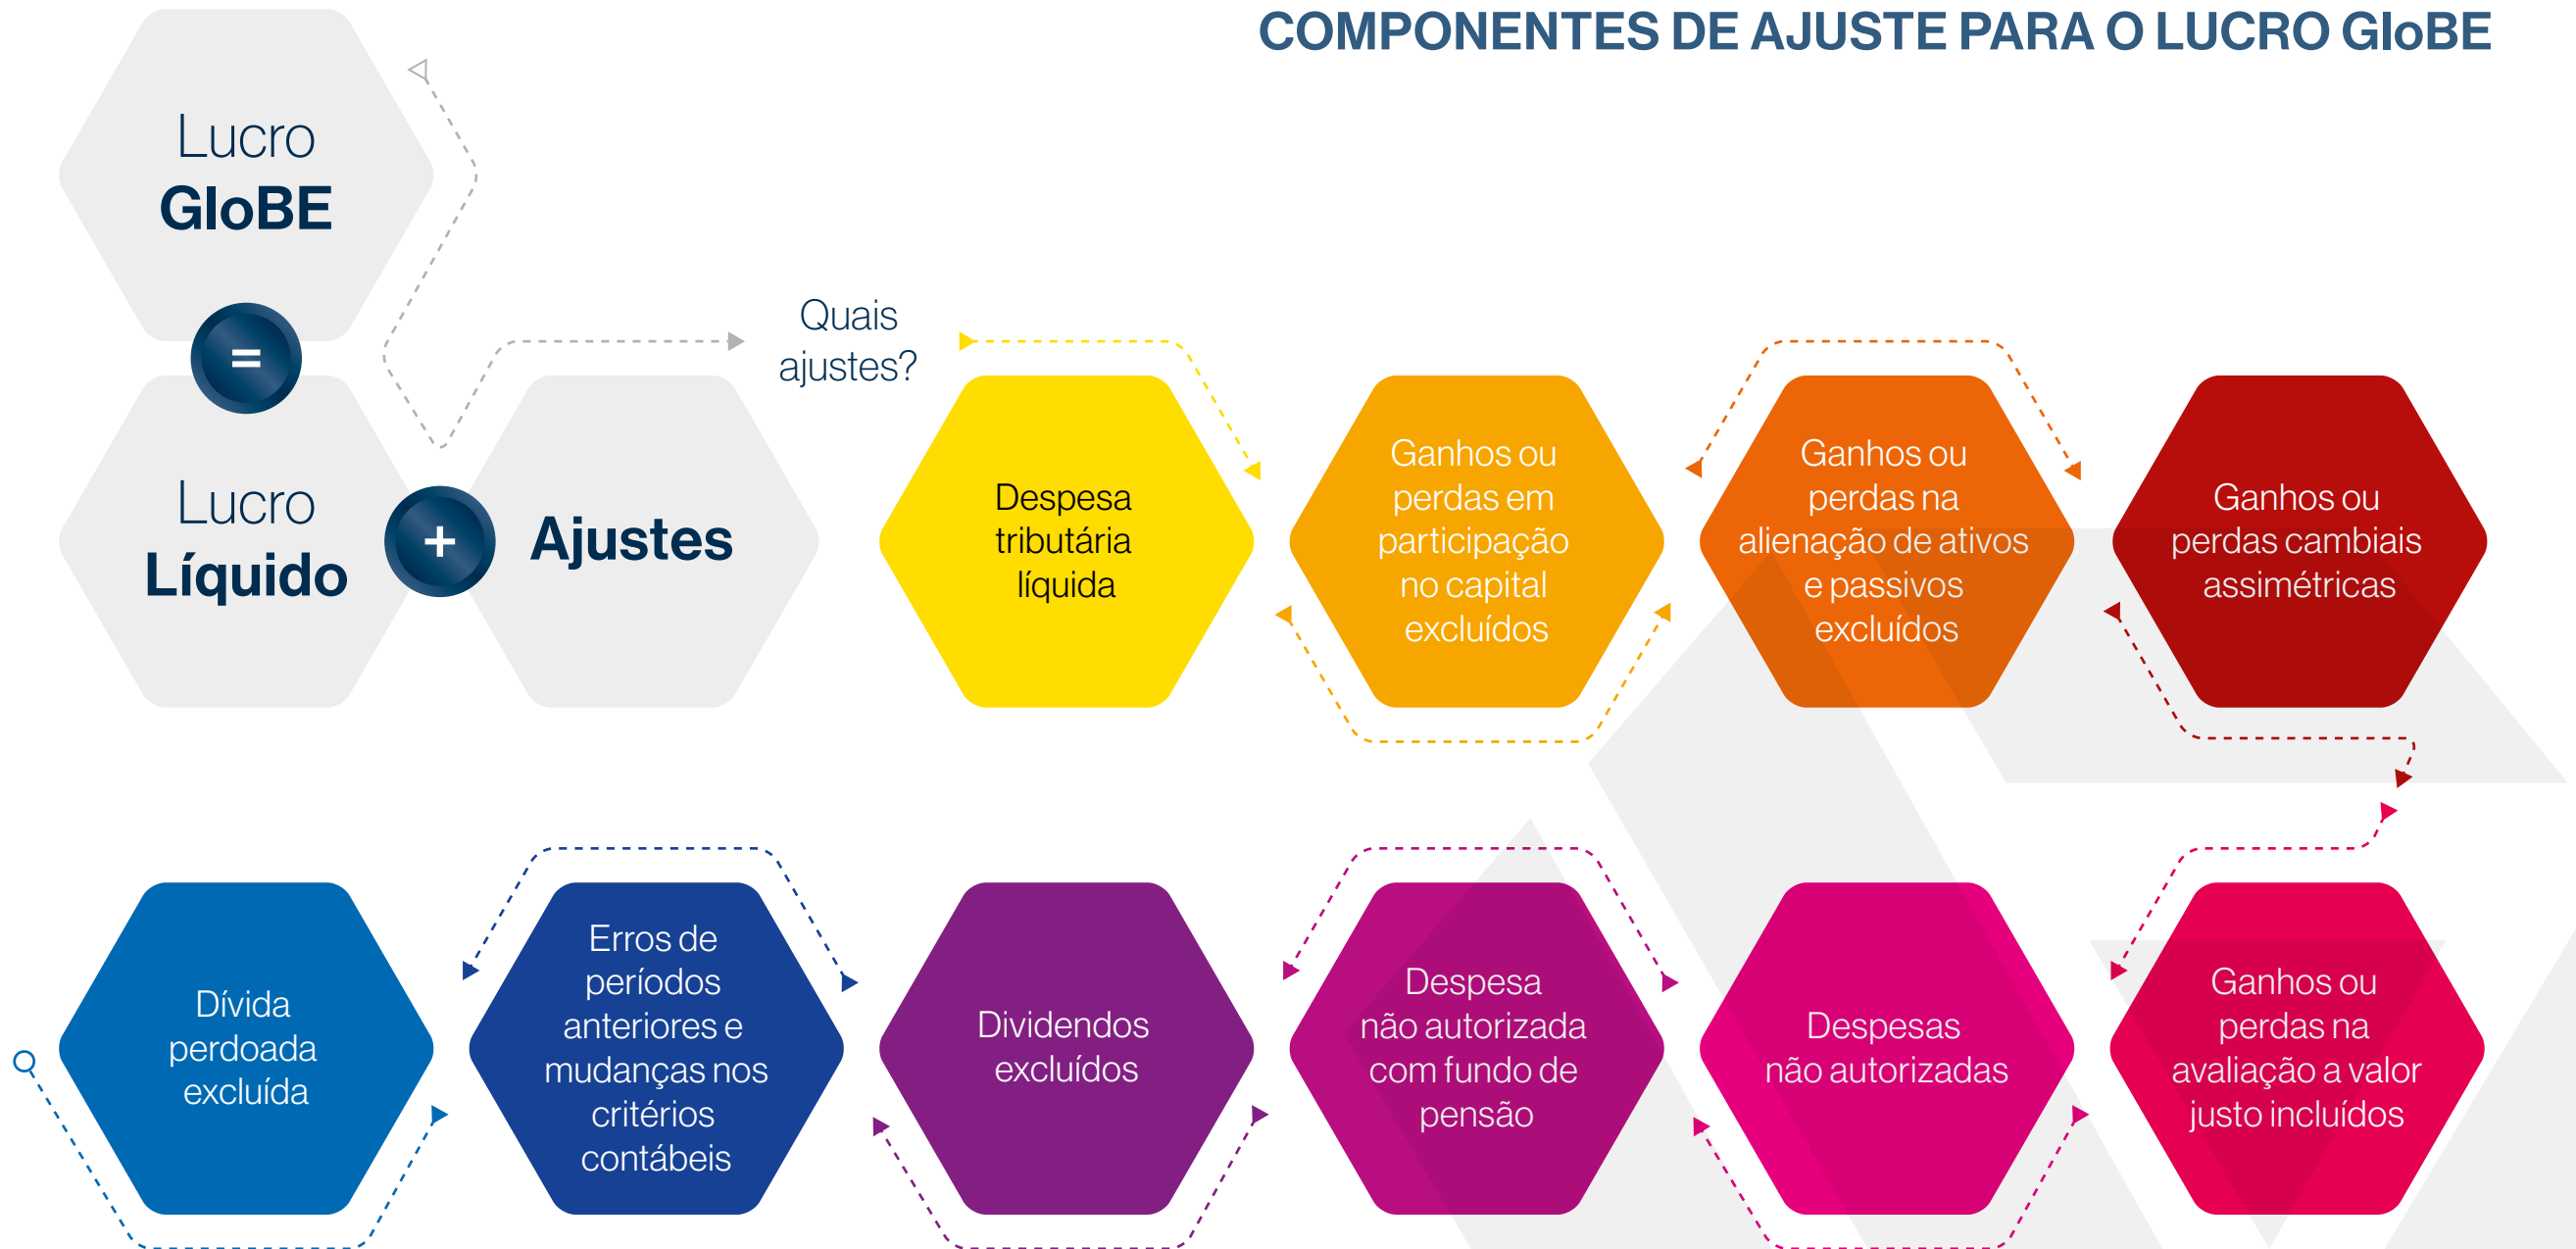 COMPONENTES DE AJUSTE PARA O LUCRO GloBE
Lucro
GloBE
=
Lucro
Líquido
+
Ajustes
Quais
ajustes?
Despesa
tributária
líquida
Ganhos ou
perdas em
participação
no capital
excluídos
Ganhos ou
perdas na
alienação de ativos
e passivos
excluídos
Ganhos ou
perdas cambiais
assimétricas
Dívida
perdoada
excluída
Erros de
períodos
anteriores e
mudanças nos
critérios
contábeis
Dividendos
excluídos
Despesa
não autorizada
com fundo de
pensão
Despesas
não autorizadas
Ganhos ou
perdas na
avaliação a valor
justo incluídos